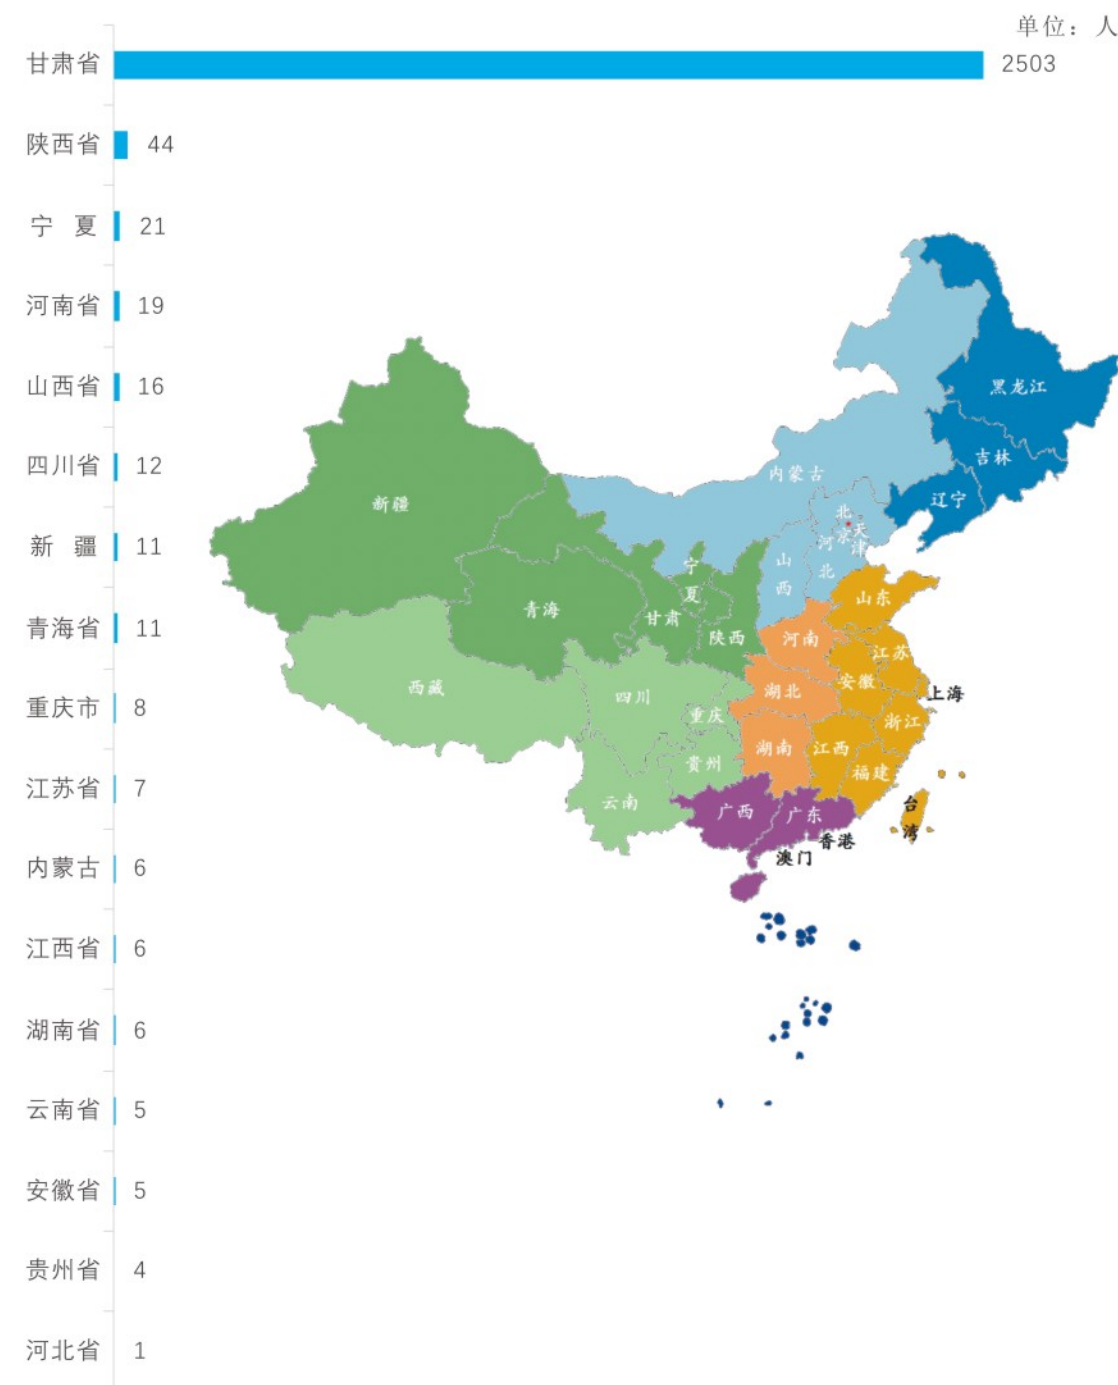 单位：人
甘肃省 2503
陕西省 44
宁 夏 21
河南省 19
山西省 16
四川省 12
新 疆 11
青海省 11
重庆市 8
江苏省 7
内蒙古 6
江西省 6
湖南省 6
云南省 5
安徽省 5
贵州省 4
河北省 1
黑龙江
吉林
辽宁
内蒙古
新疆
北京
天津
河北
山西
宁夏
山东
青海
甘肃
陕西
河南
江苏
安徽
西藏
四川
湖北
上海
重庆
浙江
湖南
江西
贵州
福建
云南
广西
广东
台湾
香港
澳门